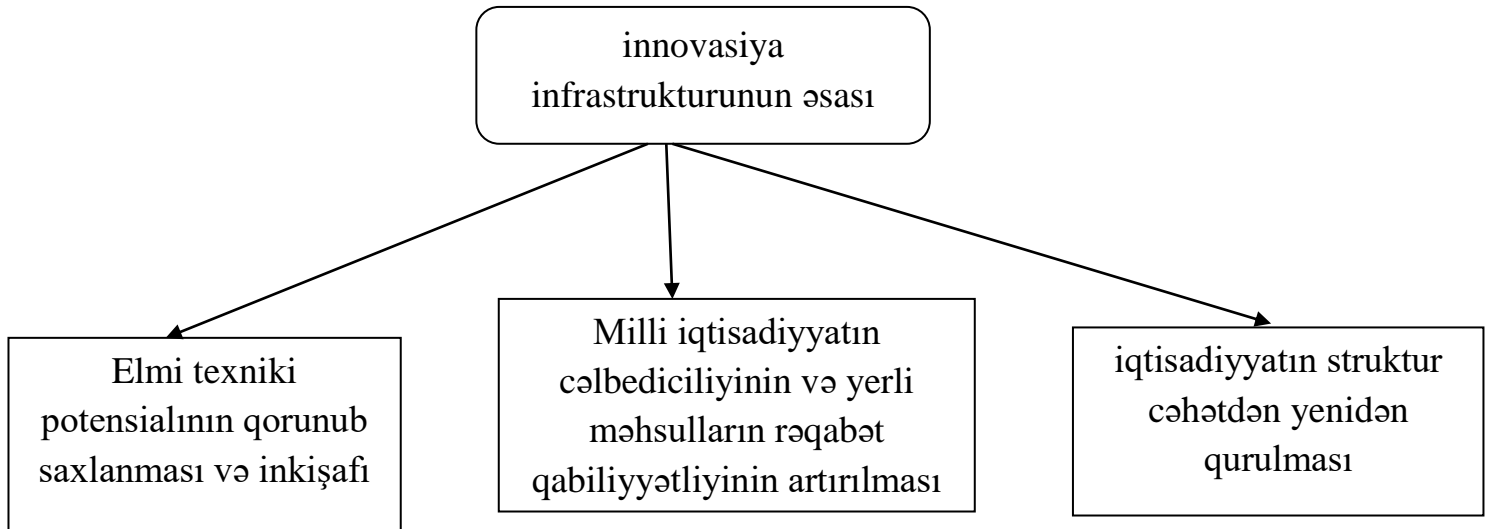 innovasiya
infrastrukturunun əsası
Elmi texniki
potensialının qorunub
saxlanması və inkişafı
Milli iqtisadiyyatın
cəlbediciliyinin və yerli
məhsulların rəqabət
qabiliyyətliyinin artırılması
iqtisadiyyatın struktur
cəhətdən yenidən
qurulması